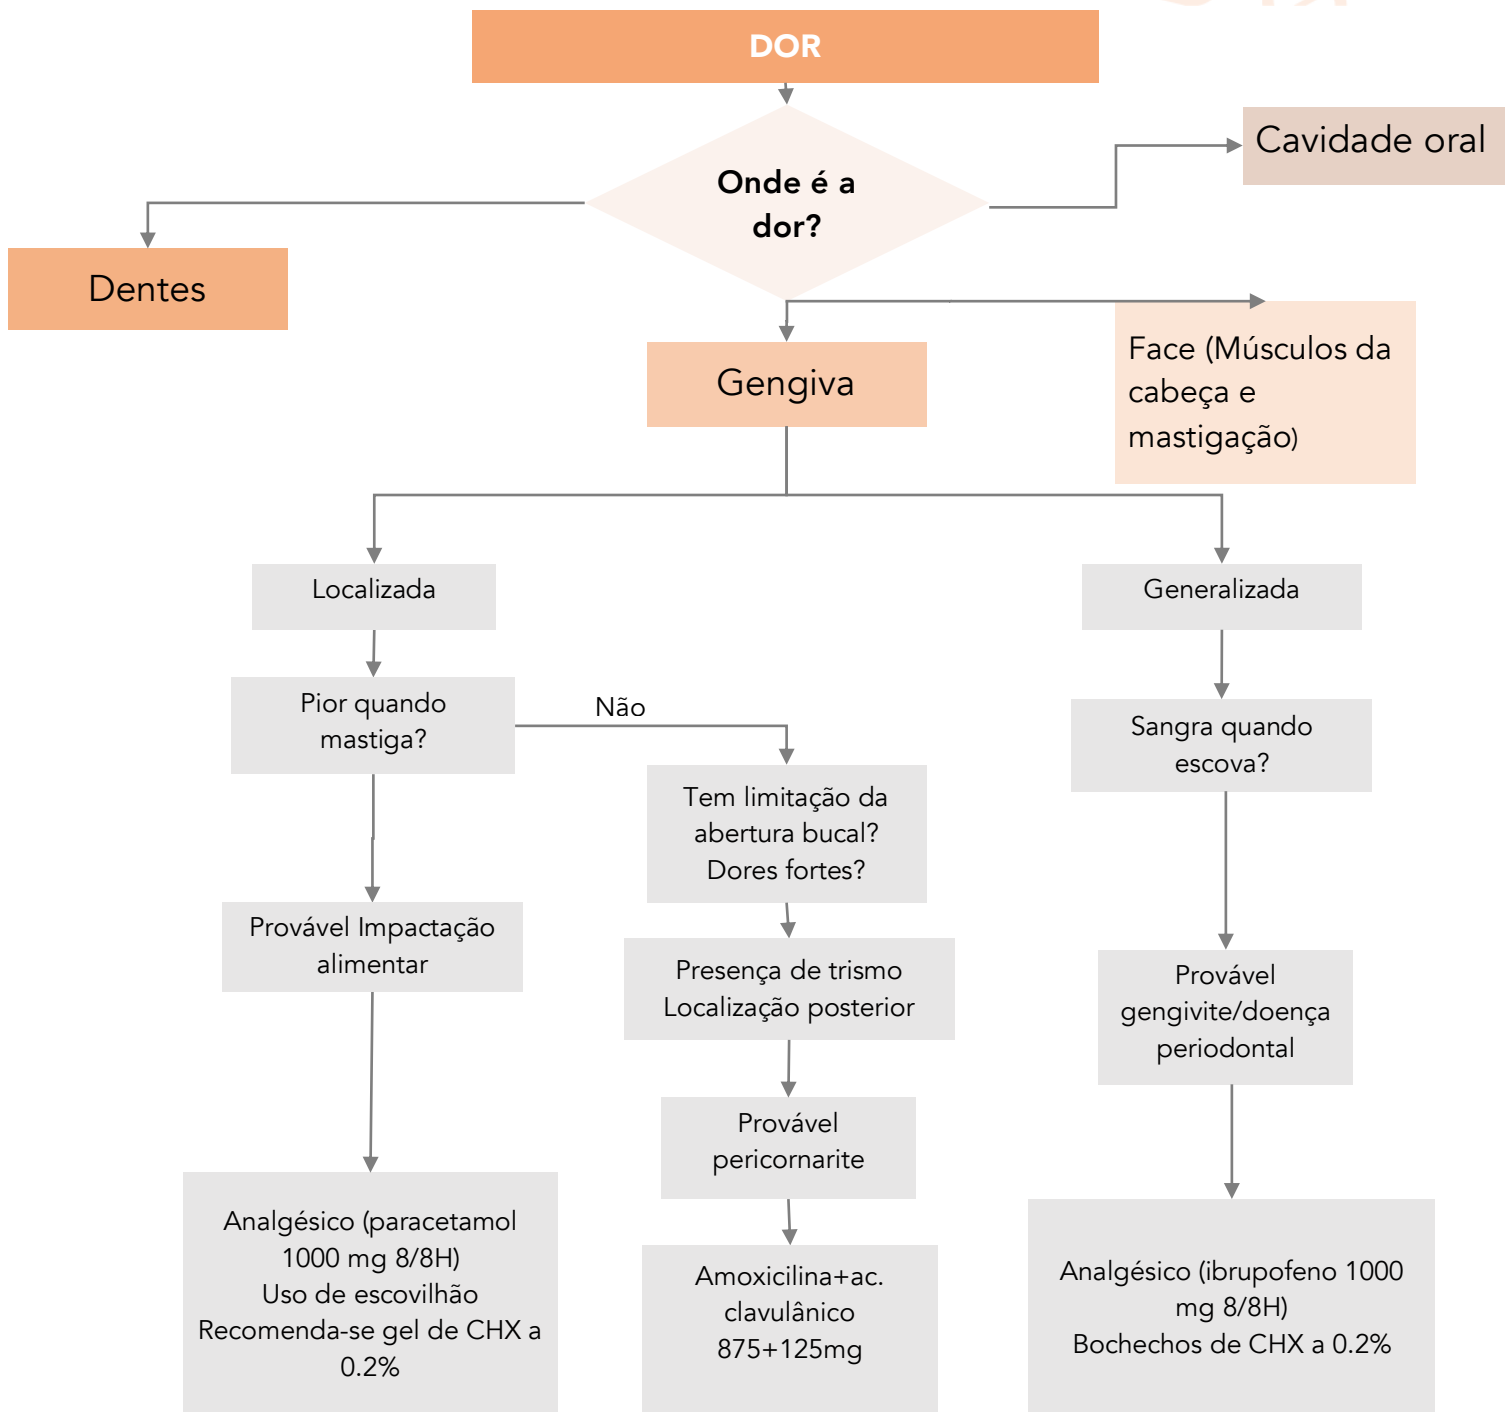 DOR
Onde é a
dor?
Cavidade oral
Dentes
Gengiva
Face (Músculos da
cabeça e
mastigação)
Localizada
Generalizada
Pior quando
mastiga?
Não
Sangra quando
escova?
Tem limitação da
abertura bucal?
Dores fortes?
Provável Impactação
alimentar
Presença de trismo
Localização posterior
Provável
gengivite/doença
periodontal
Provável
pericornarite
Analgésico (paracetamol
1000 mg 8/8H)
Uso de escovilhão
Recomenda-se gel de CHX a
0.2%
Amoxicilina+ac.
clavulânico
875+125mg
Analgésico (ibrupofeno 1000
mg 8/8H)
Bochechos de CHX a 0.2%